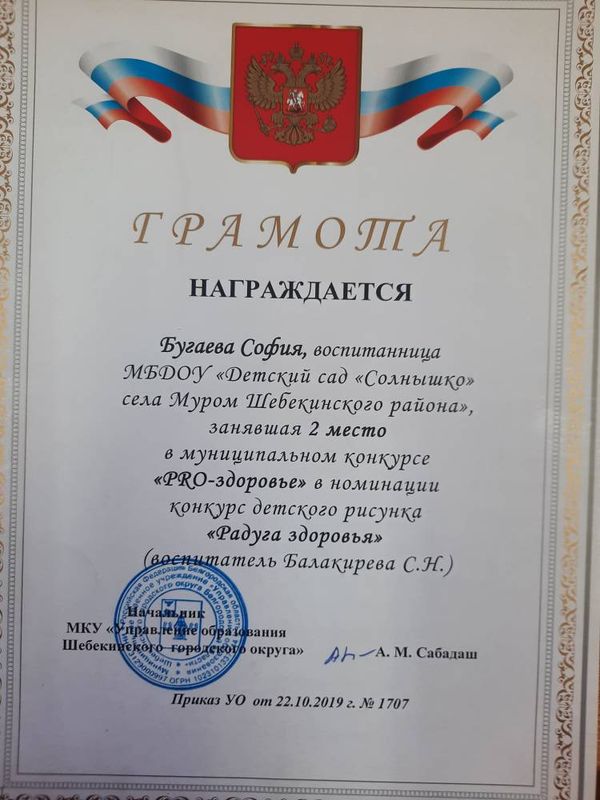 ГРАМОТА
НАГРАЖДАЕТСЯ
Бугаева София, воспитанница
МБДОУ «Детский сад «Солнышко»
села Муром Шебекинского района»,
занявшая 2 место
в муниципальном конкурсе
«PRO-здоровье» в номинации
конкурс детского рисунка
«Радуга здоровья»
(воспитатель Балакирева С.Н.)
Начальник
МКУ «Управление образования
Шебекинского городского округа»
А. М. Сабадаш
Приказ УО от 22.10.2019 г. № 1707